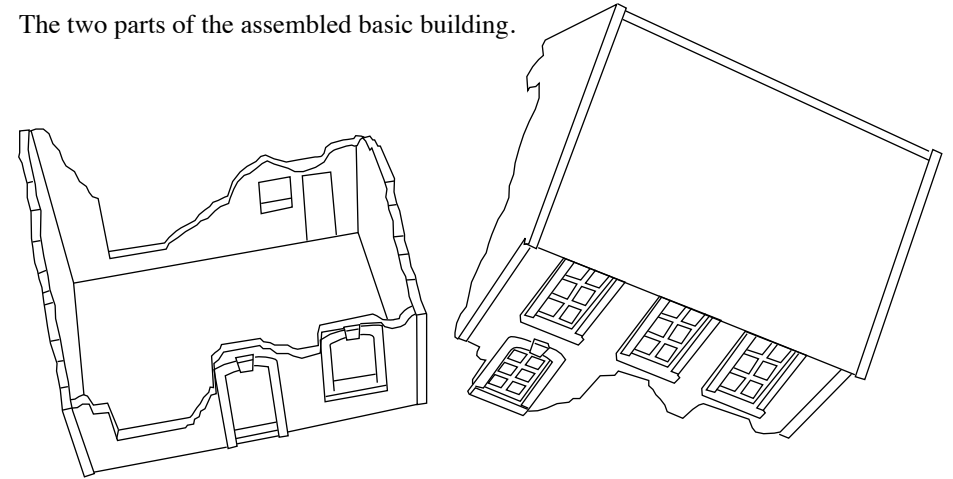 The two parts of the assembled basic building.